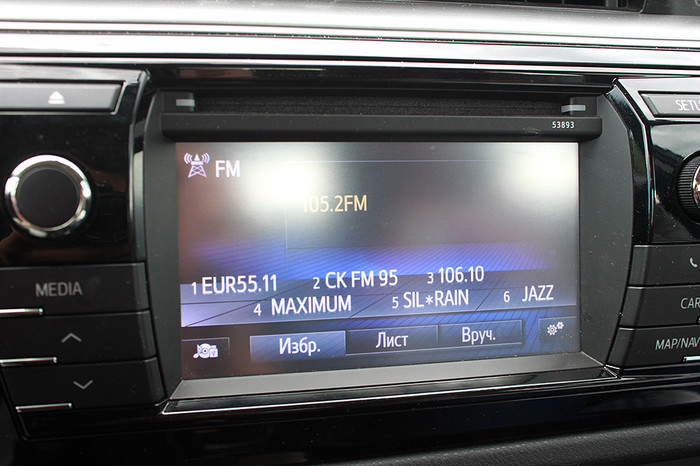 53893
SETU
FM
105.2FM
MEDIA
1 EUR55.11 2 CK FM 95 3 106.10
4 MAXIMUM 5 SIL*RAIN 6 JAZZ
Избр. Лист Вруч.
CAR
MAP/NAV